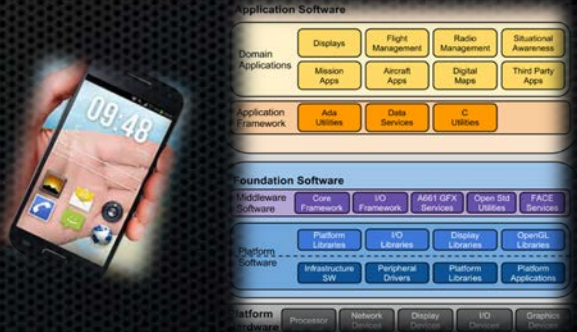 Application Software
Displays
Flight
Management
Radio
Management
Situational
Awareness
Domain
Applications
Mission
Apps
Aircraft
Apps
Digital
Maps
Third Party
Apps
Application
Framework
Ada
Utilities
Data
Services
C
Utilities
09:48
Foundation Software
Middleware
Software
Core
Framework
I/O
Framework
A661 GFX
Services
Open Std
Utilities
FACE
Services
Platform
Software
Platform
Libraries
I/O
Libraries
Display
Libraries
OpenGL
Libraries
Infrastructure
SW
Peripheral
Drivers
Platform
Libraries
Platform
Applications
Platform
Hardware
Processor
Network
Devices
Display
Devices
I/O
Devices
Graphics
Devices